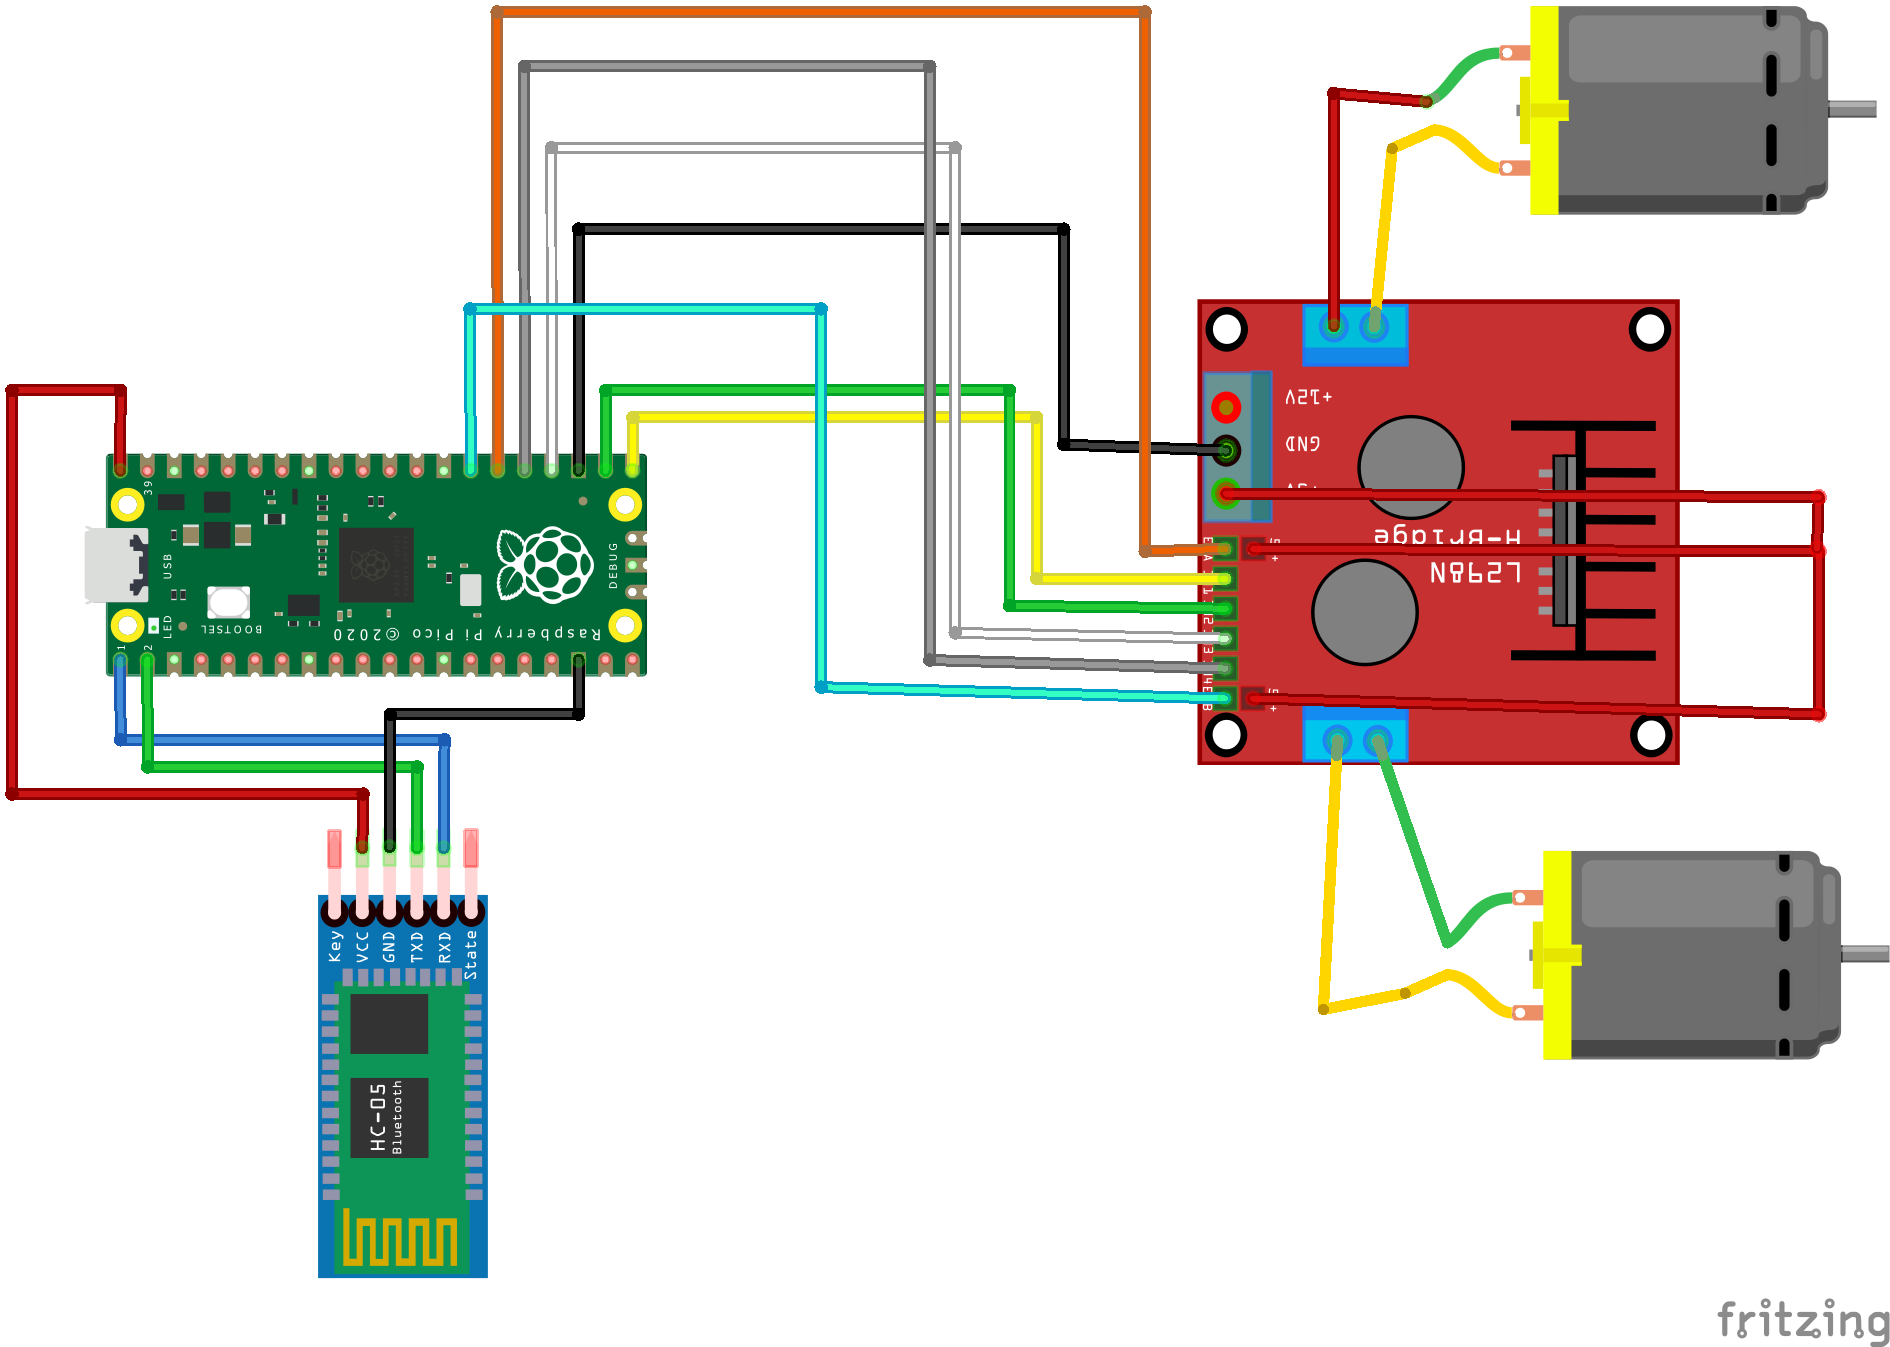 39
USB
LED
1
2
BOOTSEL
Raspberry Pi Pico ©2020
DEBUG
+12V
GND
H-Bridge
L298N
Key
VCC
GND
TXD
RXD
State
HC-05
Bluetooth
fritzing